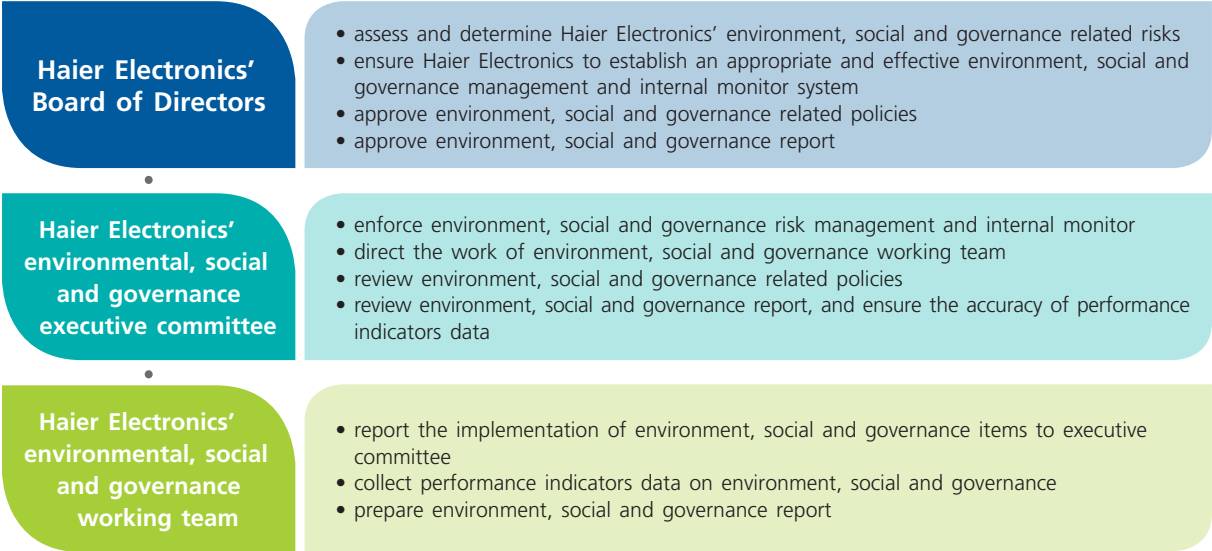 Haier Electronics’
Board of Directors
• assess and determine Haier Electronics’ environment, social and governance related risks
• ensure Haier Electronics to establish an appropriate and effective environment, social and
governance management and internal monitor system
• approve environment, social and governance related policies
• approve environment, social and governance report
Haier Electronics’
environmental, social
and governance
executive committee
• enforce environment, social and governance risk management and internal monitor
• direct the work of environment, social and governance working team
• review environment, social and governance related policies
• review environment, social and governance report, and ensure the accuracy of performance
indicators data
Haier Electronics’
environmental, social
and governance
working team
• report the implementation of environment, social and governance items to executive
committee
• collect performance indicators data on environment, social and governance
• prepare environment, social and governance report